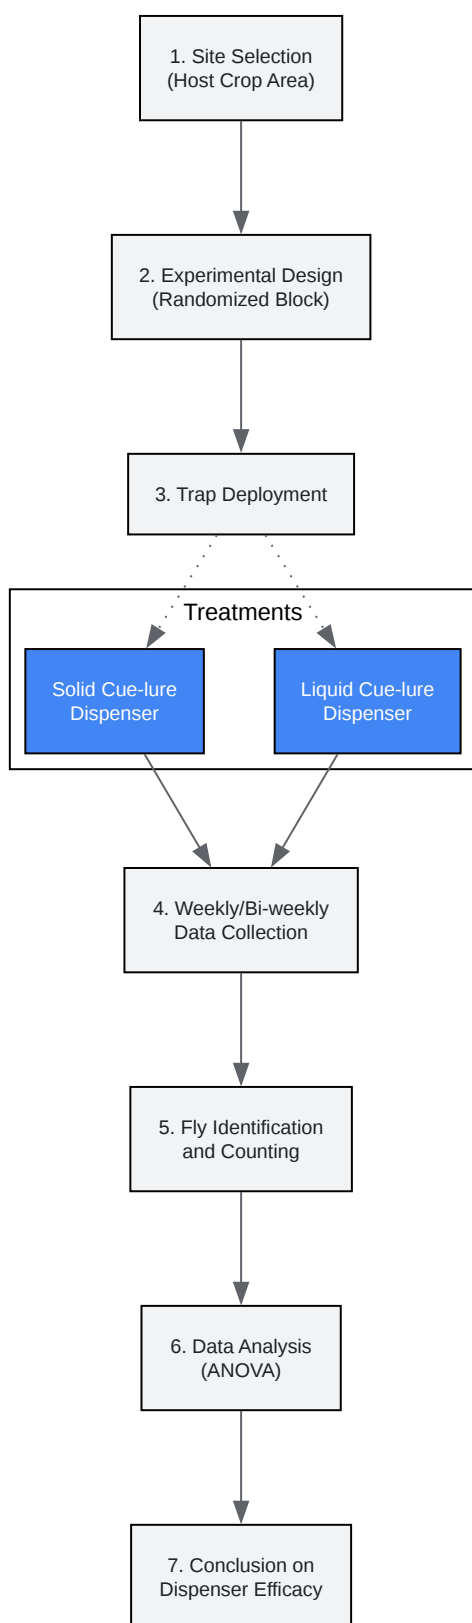 1. Site Selection
(Host Crop Area)
2. Experimental Design
(Randomized Block)
3. Trap Deployment
Treatments
Solid Cue-lure
Dispenser
Liquid Cue-lure
Dispenser
4. Weekly/Bi-weekly
Data Collection
5. Fly Identification
and Counting
6. Data Analysis
(ANOVA)
7. Conclusion on
Dispenser Efficacy